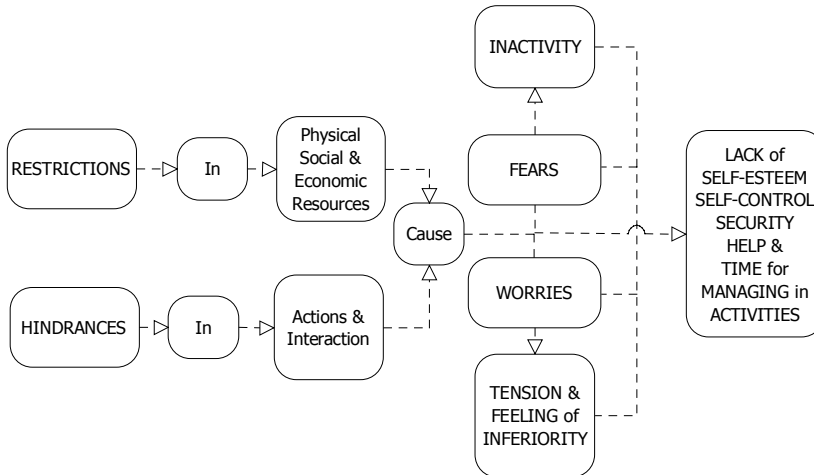 INACTIVITY
RESTRICTIONS
In
Physical
Social &
Economic
Resources
FEARS
LACK of
SELF-ESTEEM
SELF-CONTROL
SECURITY
HELP &
TIME for
MANAGING in
ACTIVITIES
Cause
HINDRANCES
In
Actions &
Interaction
WORRIES
TENSION &
FEELING of
INFERIORITY